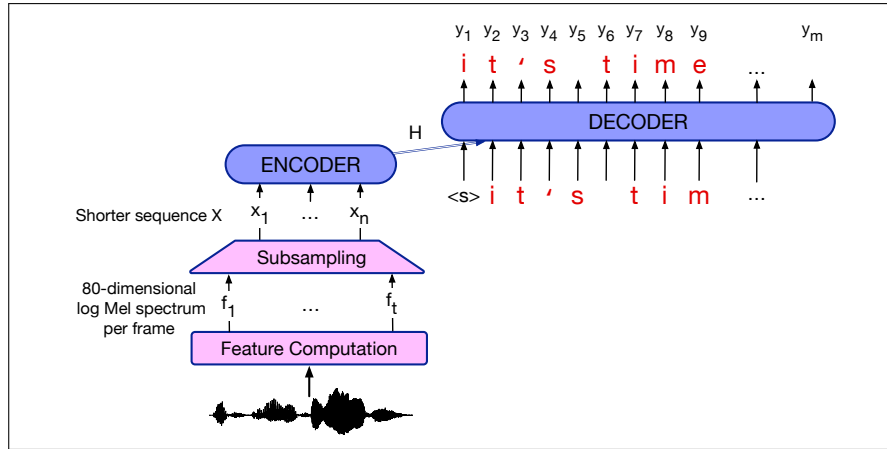 y1 y2 y3 y4 y5 y6 y7 y8 y9 ym
i t ‘ s t i m e ...
DECODER
H
ENCODER
<s> i t ‘ s t i m ...
Shorter sequence X x1 ... xn
Subsampling
80-dimensional
log Mel spectrum
per frame
f1 ... ft
Feature Computation